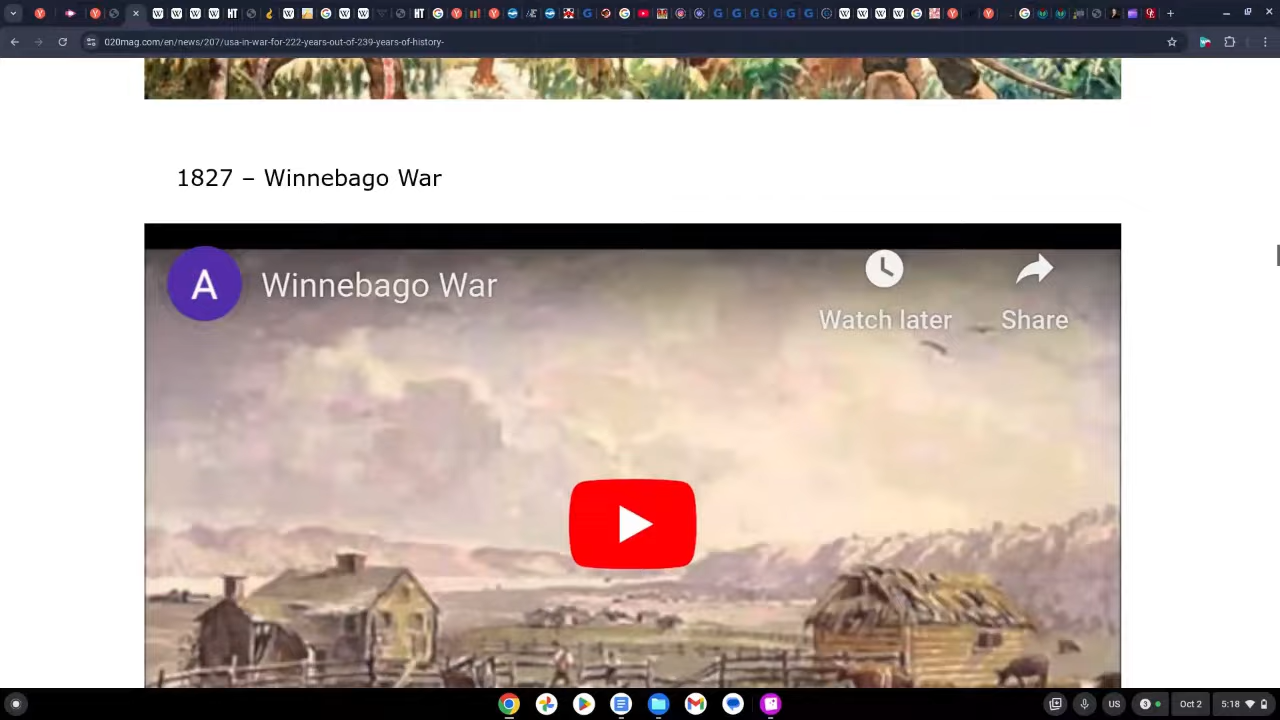 020mag.com/en/news/207/usa-in-war-for-222-years-out-of-239-years-of-history-
1827 – Winnebago War
A
Winnebago War
Watch later
Share
US
3
Oct 2
5:18